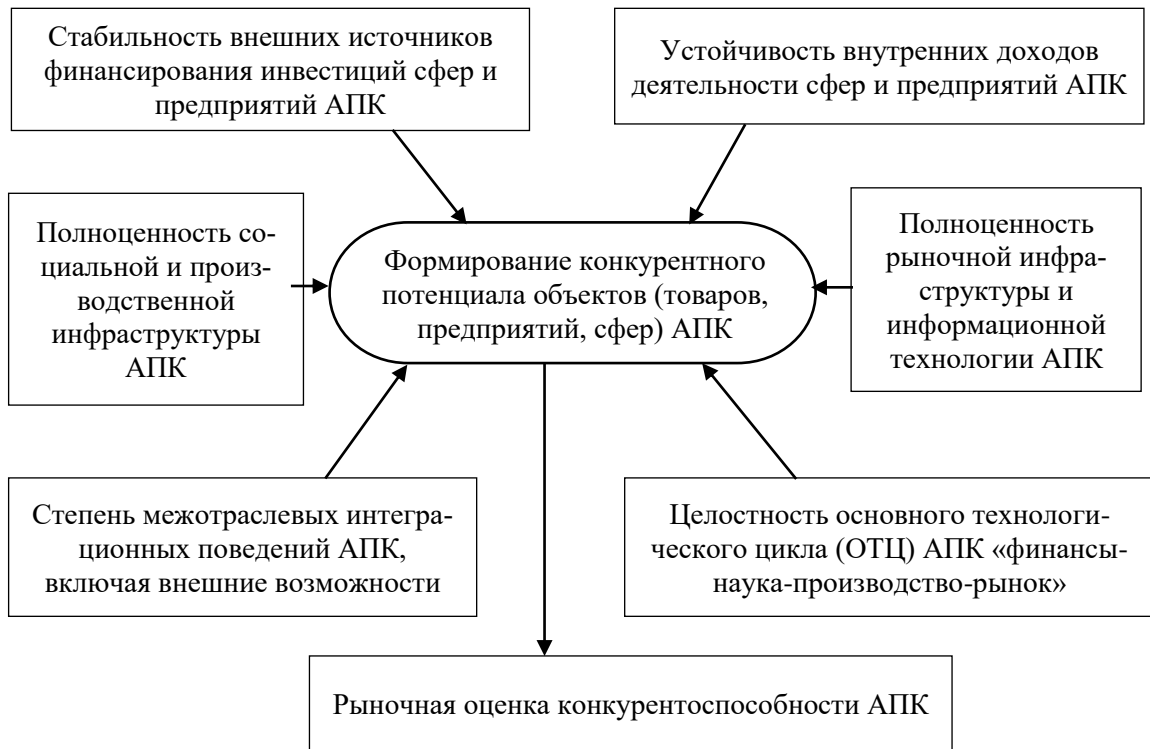 Стабильность внешних источников
финансирования инвестиций сфер и
предприятий АПК
Устойчивость внутренних доходов
деятельности сфер и предприятий АПК
Полноценность со-
циальной и произ-
водственной
инфраструктуры
АПК
Формирование конкурентного
потенциала объектов (товаров,
предприятий, сфер) АПК
Полноценность
рыночной инфра-
структуры и
информационной
технологии АПК
Степень межотраслевых интегра-
ционных поведений АПК,
включая внешние возможности
Целостность основного технологи-
ческого цикла (ОТЦ) АПК «финансы-
наука-производство-рынок»
Рыночная оценка конкурентоспособности АПК